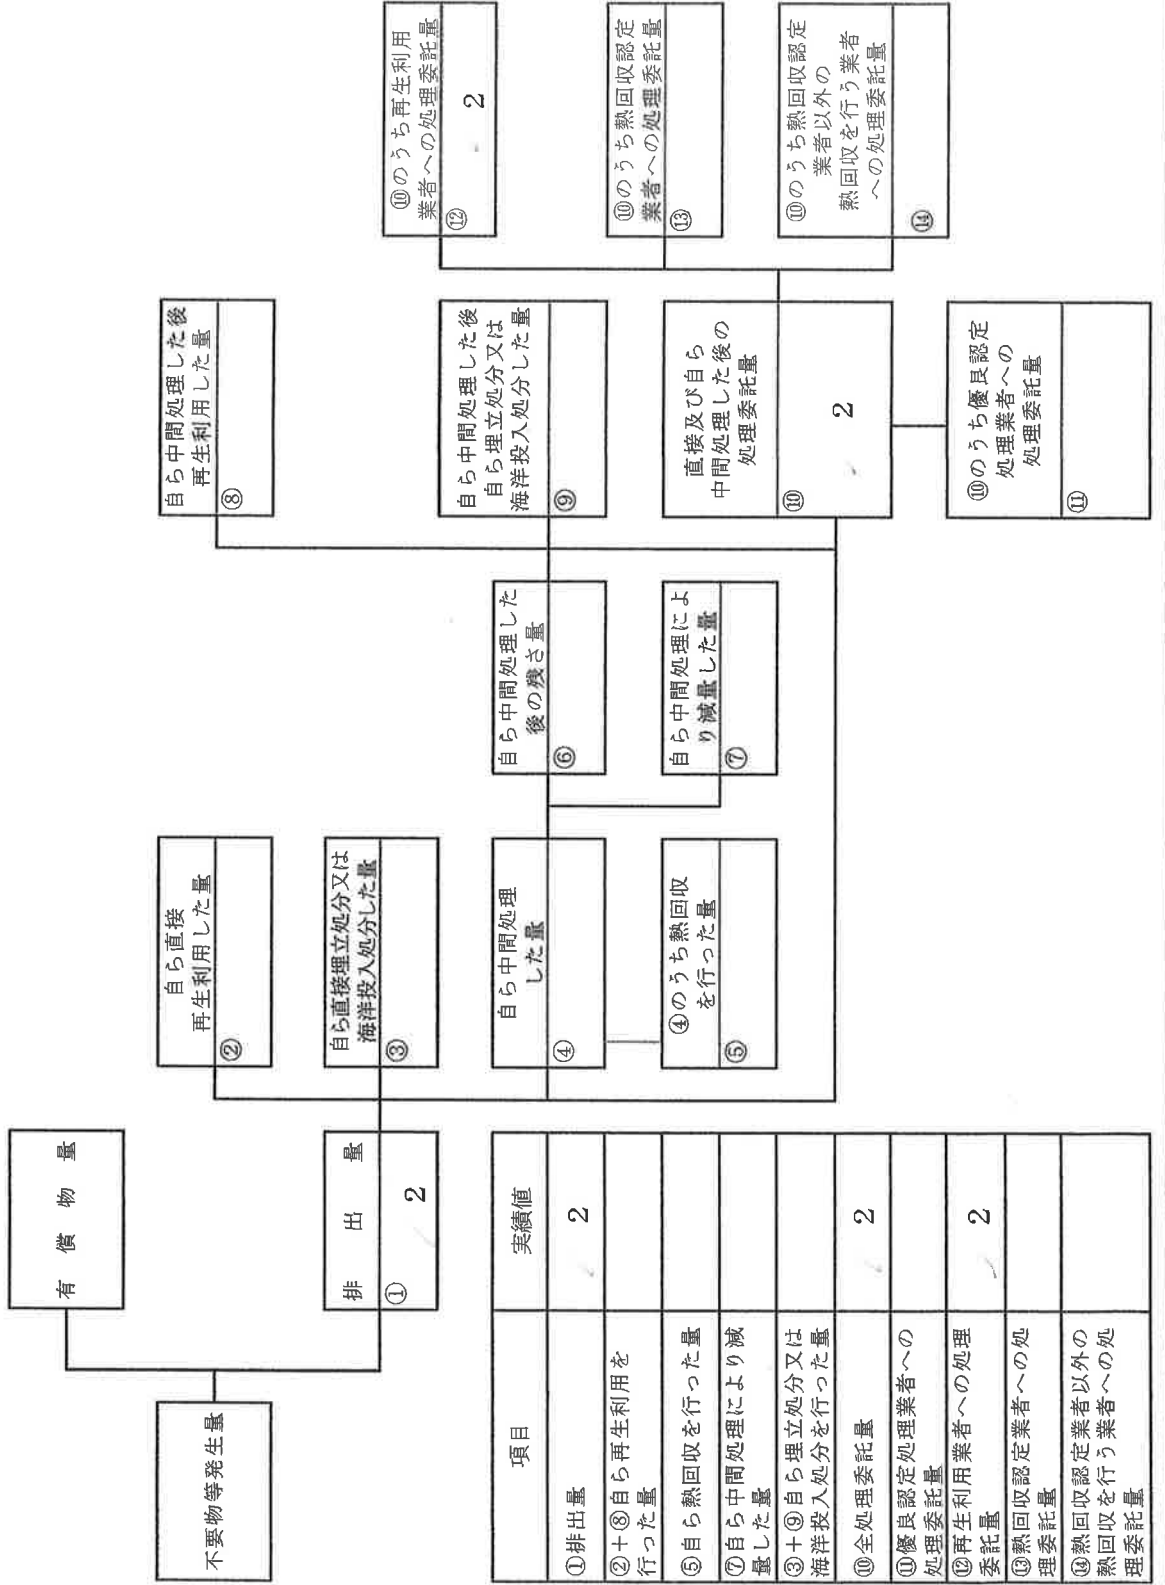 不要物等発生量
有償物量
排出量
①
2
自ら直接
再生利用した量
②
自ら直接埋立処分又は
海洋投入処分した量
③
自ら中間処理
した量
④
④のうち熱回収
を行った量
⑤
自ら中間処理した
後の残さ量
⑥
自ら中間処理によ
り減量した量
⑦
自ら中間処理した後
再生利用した量
⑧
自ら中間処理した後
自ら埋立処分又は
海洋投入処分した量
⑨
直接及び自ら
中間処理した後の
処理委託量
⑩
2
⑩のうち優良認定
処理業者への
処理委託量
⑪
⑩のうち再生利用
業者への処理委託量
⑫
2
⑩のうち熱回収認定
業者への処理委託量
⑬
⑩のうち熱回収認定
業者以外の
熱回収を行う業者
への処理委託量
⑭
項目
実績値
①排出量
2
②+⑧自ら再生利用を
行った量
⑤自ら熱回収を行った量
⑦自ら中間処理により減
量した量
③+⑨自ら埋立処分又は
海洋投入処分を行った量
⑩全処理委託量
2
⑪優良認定処理業者への
処理委託量
⑫再生利用業者への処理
委託量
2
⑬熱回収認定業者への処
理委託量
⑭熱回収認定業者以外の
熱回収を行う業者への処
理委託量